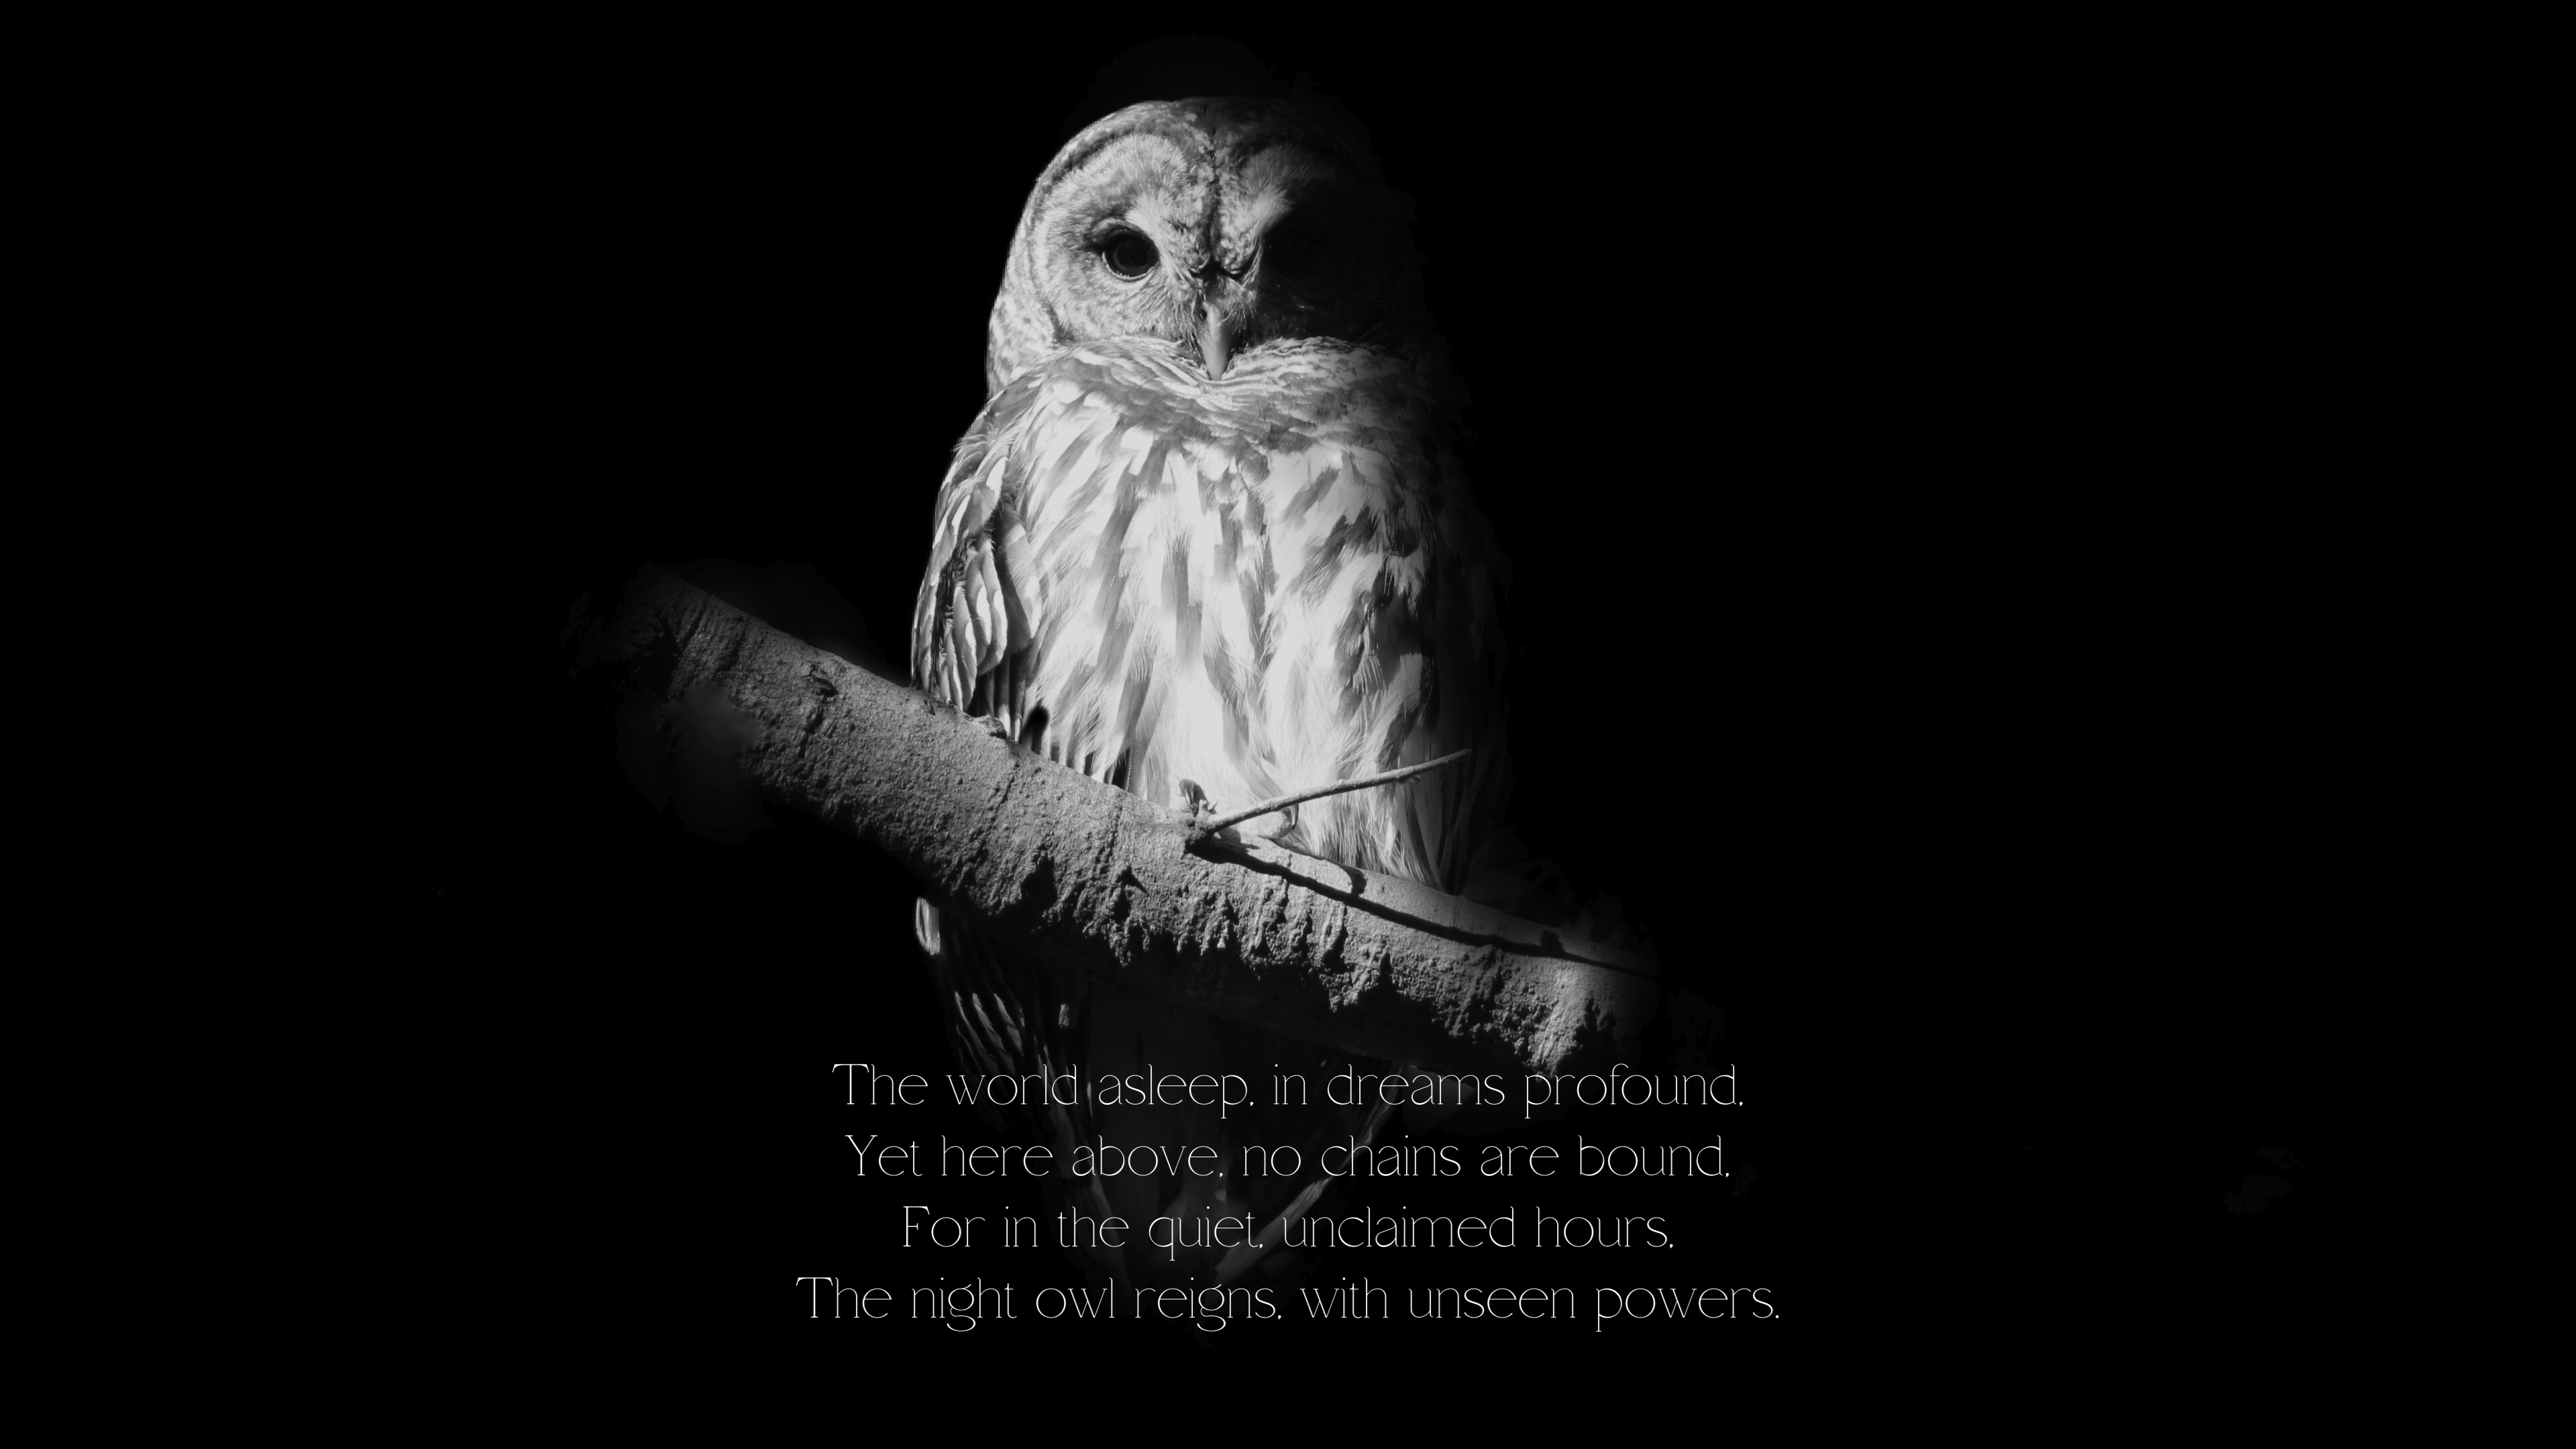 The world asleep, in dreams profound,
Yet here above, no chains are bound,
For in the quiet, unclaimed hours,
The night owl reigns, with unseen powers.